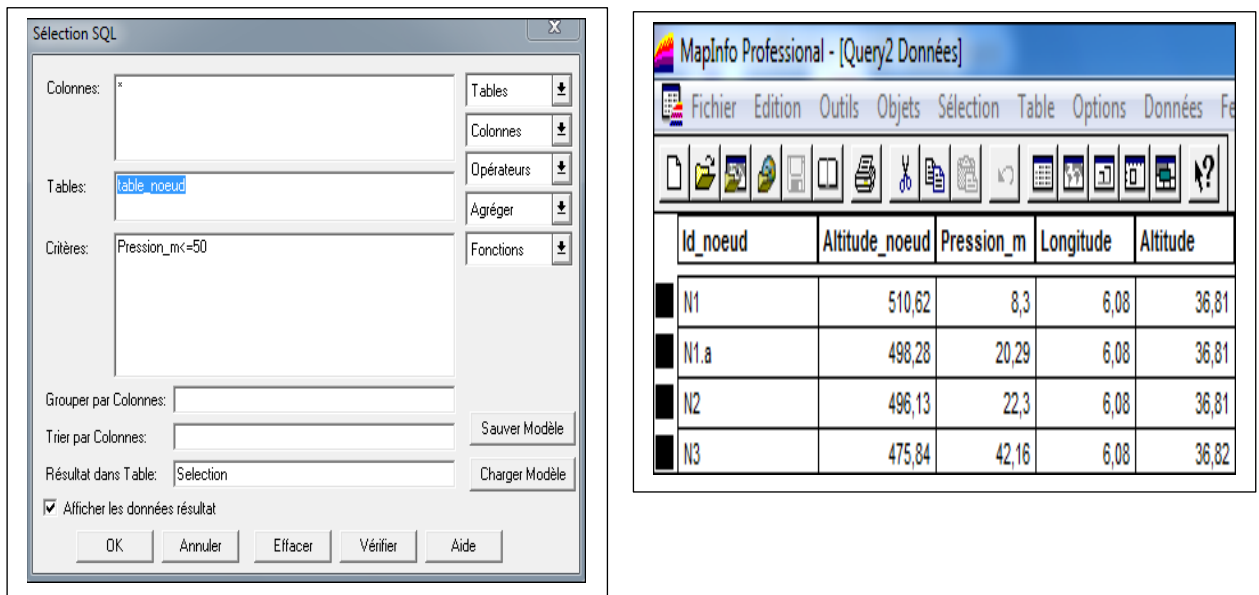 Sélection SQL
Colonnes:
*
Tables
Colonnes
Opérateurs
Tables:
table_noeud
Agréger
Critères:
Pression_m<=50
Fonctions
Grouper par Colonnes:
Trier par Colonnes:
Sauver Modèle
Résultat dans Table:
Selection
Charger Modèle
Afficher les données résultat
OK
Annuler
Effacer
Vérifier
Aide
MapInfo Professional - [Query2 Données]
Fichier Edition Outils Objets Sélection Table Options Données Fe
Id_noeud Altitude_noeud Pression_m Longitude Altitude
N1 510,62 8,3 6,08 36,81
N1.a 498,28 20,29 6,08 36,81
N2 496,13 22,3 6,08 36,81
N3 475,84 42,16 6,08 36,82